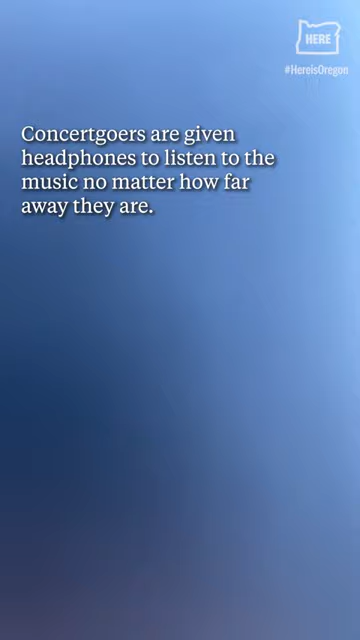 HERE
#HereisOregon
Concertgoers are given
headphones to listen to the
music no matter how far
away they are.